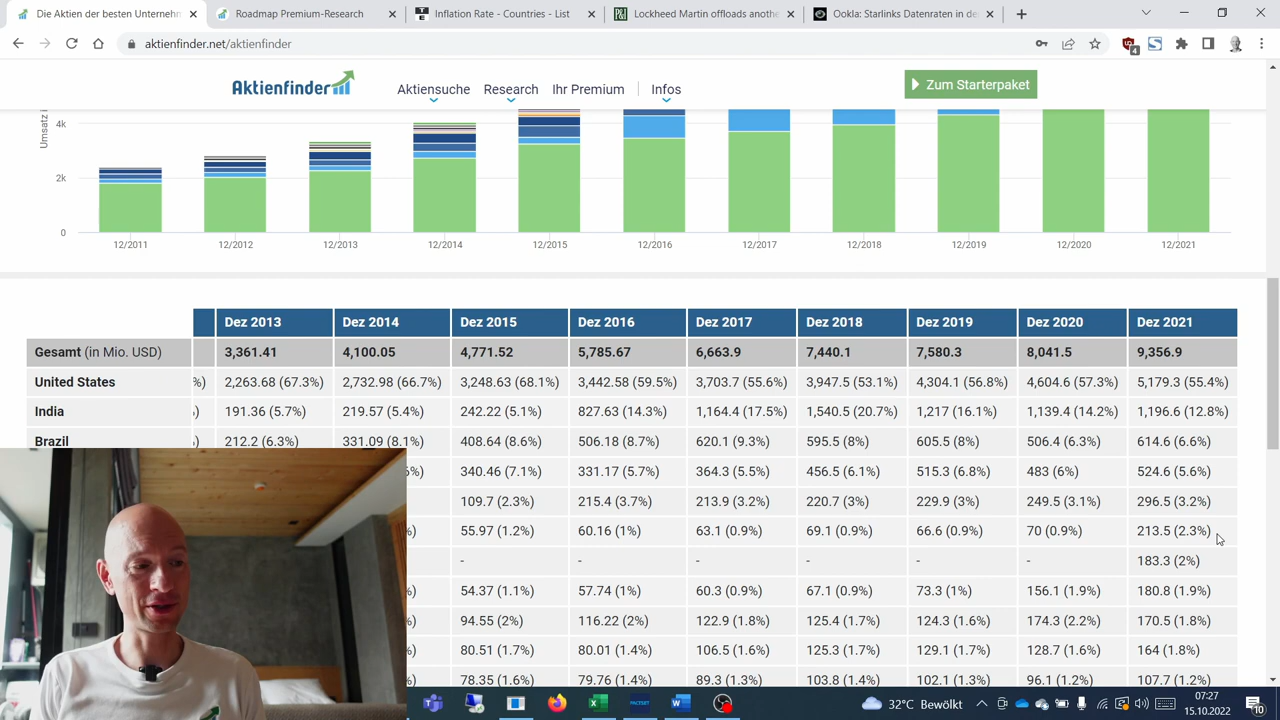 Die Aktien der besten Unternehm
Roadmap Premium-Research
Inflation Rate - Countries - List
Lockheed Martin offloads anothe
Ookla: Starlinks Datenraten in de
aktienfinder.net/aktienfinder
Aktienfinder
Aktiensuche Research Ihr Premium Infos
Zum Starterpaket
Umsatz i
4k
2k
0
12/2011 12/2012 12/2013 12/2014 12/2015 12/2016 12/2017 12/2018 12/2019 12/2020 12/2021
Dez 2013 Dez 2014 Dez 2015 Dez 2016 Dez 2017 Dez 2018 Dez 2019 Dez 2020 Dez 2021
Gesamt (in Mio. USD) 3,361.41 4,100.05 4,771.52 5,785.67 6,663.9 7,440.1 7,580.3 8,041.5 9,356.9
United States %) 2,263.68 (67.3%) 2,732.98 (66.7%) 3,248.63 (68.1%) 3,442.58 (59.5%) 3,703.7 (55.6%) 3,947.5 (53.1%) 4,304.1 (56.8%) 4,604.6 (57.3%) 5,179.3 (55.4%)
India ) 191.36 (5.7%) 219.57 (5.4%) 242.22 (5.1%) 827.63 (14.3%) 1,164.4 (17.5%) 1,540.5 (20.7%) 1,217 (16.1%) 1,139.4 (14.2%) 1,196.6 (12.8%)
Brazil ) 212.2 (6.3%) 331.09 (8.1%) 408.64 (8.6%) 506.18 (8.7%) 620.1 (9.3%) 595.5 (8%) 605.5 (8%) 506.4 (6.3%) 614.6 (6.6%)
%) 340.46 (7.1%) 331.17 (5.7%) 364.3 (5.5%) 456.5 (6.1%) 515.3 (6.8%) 483 (6%) 524.6 (5.6%)
109.7 (2.3%) 215.4 (3.7%) 213.9 (3.2%) 220.7 (3%) 229.9 (3%) 249.5 (3.1%) 296.5 (3.2%)
%) 55.97 (1.2%) 60.16 (1%) 63.1 (0.9%) 69.1 (0.9%) 66.6 (0.9%) 70 (0.9%) 213.5 (2.3%)
- - - - - - 183.3 (2%)
%) 54.37 (1.1%) 57.74 (1%) 60.3 (0.9%) 67.1 (0.9%) 73.3 (1%) 156.1 (1.9%) 180.8 (1.9%)
%) 94.55 (2%) 116.22 (2%) 122.9 (1.8%) 125.4 (1.7%) 124.3 (1.6%) 174.3 (2.2%) 170.5 (1.8%)
%) 80.51 (1.7%) 80.01 (1.4%) 106.5 (1.6%) 125.3 (1.7%) 129.1 (1.7%) 128.7 (1.6%) 164 (1.8%)
%) 78.35 (1.6%) 79.76 (1.4%) 89.3 (1.3%) 103.8 (1.4%) 102.1 (1.3%) 96.1 (1.2%) 107.7 (1.2%)
32°C Bewölkt
07:27
15.10.2022